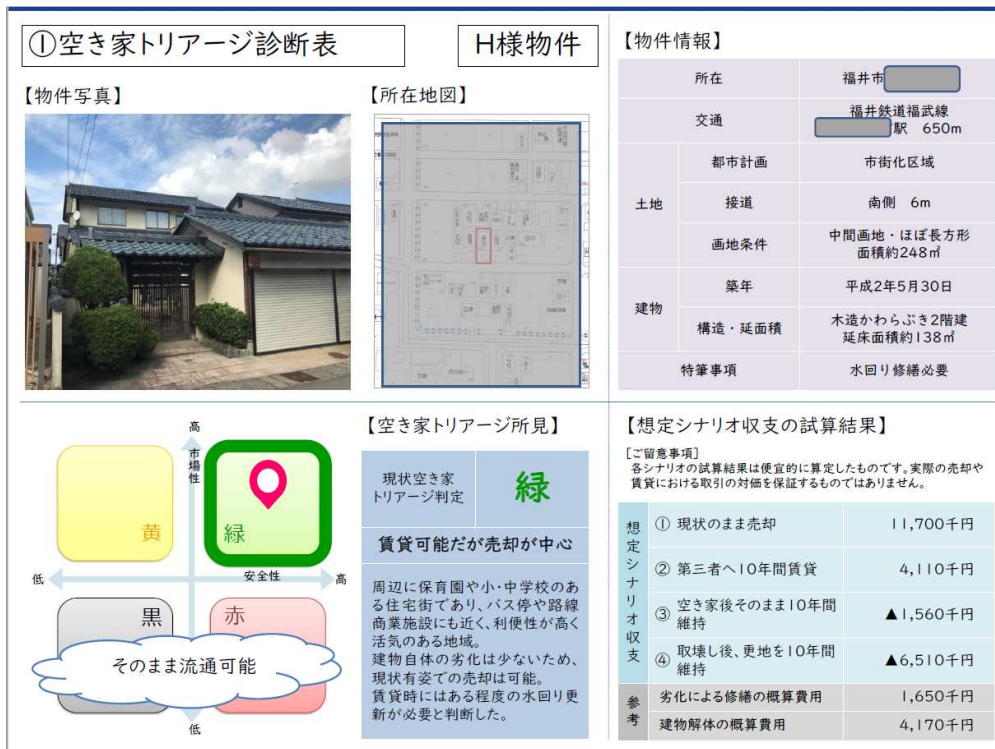 ①空き家トリアージ診断表
H様物件
【物件写真】
【所在地図】
【物件情報】
所在
福井市
交通
福井鉄道福武線
駅 650m
土地
都市計画
市街化区域
接道
南側 6m
画地条件
中間画地・ほぼ長方形
面積約248㎡
建物
築年
平成2年5月30日
構造・延面積
木造かわらぶき2階建
延床面積約138㎡
特筆事項
水回り修繕必要
高
市場性
黄
緑
低
安全性
高
黒
赤
そのまま流通可能
低
【空き家トリアージ所見】
現状空き家
トリアージ判定
緑
賃貸可能だが売却が中心
周辺に保育園や小・中学校のあ
る住宅街であり、バス停や路線
商業施設にも近く、利便性が高く
活気のある地域。
建物自体の劣化は少ないため、
現状有姿での売却は可能。
賃貸時にはある程度の水回り更
新が必要と判断した。
【想定シナリオ収支の試算結果】
[ご留意事項]
各シナリオの試算結果は便宜的に算定したものです。実際の売却や
賃貸における取引の対価を保証するものではありません。
想定シナリオ収支
① 現状のまま売却
11,700千円
② 第三者へ10年間賃貸
4,110千円
③ 空き家後そのまま10年間
維持
▲1,560千円
④ 取壊し後、更地を10年間
維持
▲6,510千円
参考
劣化による修繕の概算費用
1,650千円
建物解体の概算費用
4,170千円